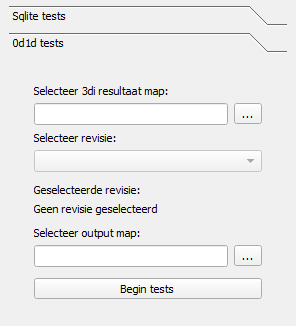 Sqlite tests
0d1d tests
Selecteer 3di resultaat map:
...
Selecteer revisie:
Geselecteerde revisie:
Geen revisie geselecteerd
Selecteer output map:
...
Begin tests